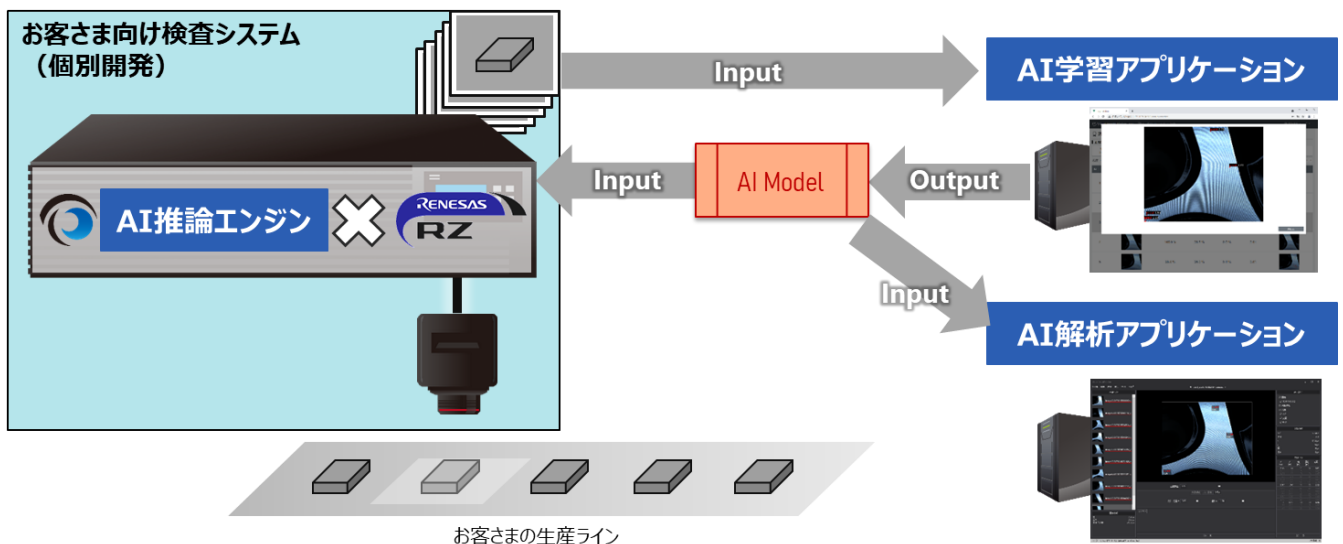 お客さま向け検査システム
（個別開発）
Input
AI学習アプリケーション
AI推論エンジン
RENESAS
RZ
Input
AI Model
Output
Input
AI解析アプリケーション
お客さまの生産ライン